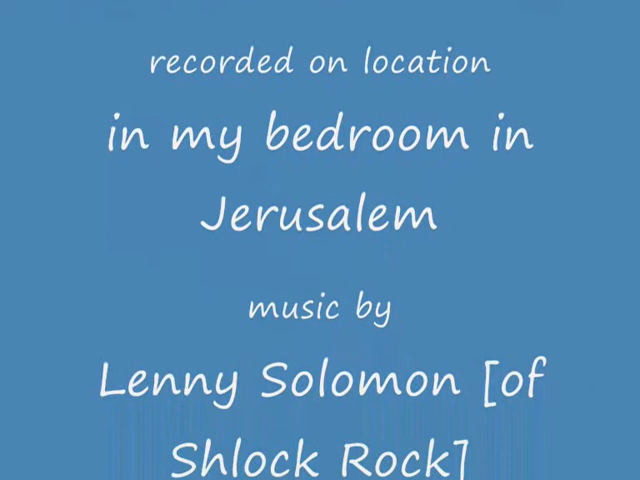 recorded on location
in my bedroom in
Jerusalem
music by
Lenny Solomon [of
Shlock Rock]